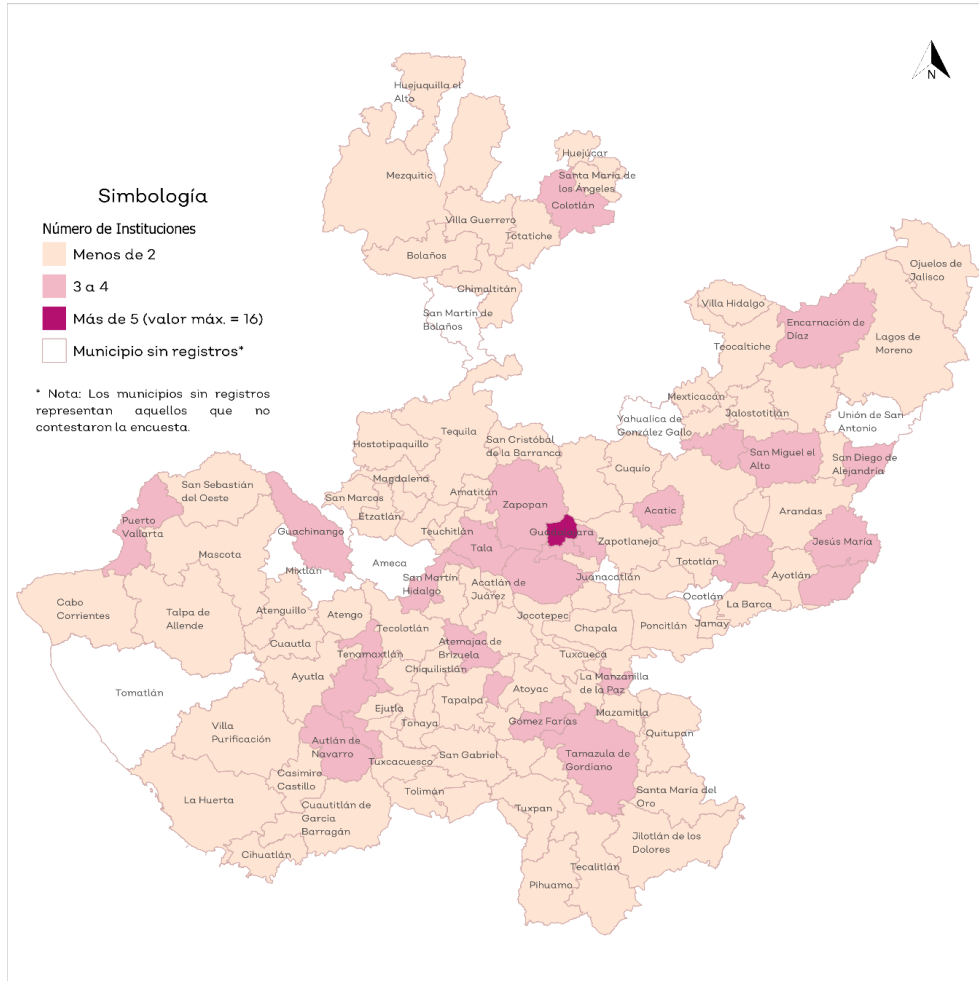 N
Simbología
Número de Instituciones
Menos de 2
3 a 4
Más de 5 (valor máx. = 16)
Municipio sin registros*
* Nota: Los municipios sin registros
representan aquellos que no
contestaron la encuesta.
Huejuquilla el
Alto
Huejúcar
Mezquitic
Santa María de
los Ángeles
Colotlán
Villa Guerrero
Totatiche
Bolaños
Chimaltitán
San Martín de
Bolaños
Ojuelos de
Jalisco
Villa Hidalgo
Encarnación de
Díaz
Teocaltiche
Lagos de
Moreno
Mexticacán
Jalostotitlán
Unión de San
Antonio
Yahualica de
González Gallo
Tequila
Hostotipaquillo
San Cristóbal
de la Barranca
San Miguel el
Alto
San Diego de
Alejandría
Cuquío
Magdalena
San Sebastián
del Oeste
Amatitán
San Marcos
Zapopan
Etzatlán
Acatic
Arandas
Puerto
Vallarta
Guachinango
Teuchitlán
Guadalajara
Zapotlanejo
Jesús María
Tala
Mascota
Ameca
Mixtlán
Tototlán
Ayotlán
San Martín
Hidalgo
Acatlán de
Juárez
Juanacatlán
Ocotlán
La Barca
Cabo
Corrientes
Talpa de
Allende
Atenguillo
Atengo
Jocotepec
Chapala
Poncitlán
Jamay
Tecolotlán
Cuautla
Atemajac de
Brizuela
Tenamaxtlán
Tuxcueca
Chiquilistlán
Ayutla
La Manzanilla
de la Paz
Tomatlán
Tapalpa
Atoyac
Ejutla
Mazamitla
Tonaya
Gómez Farías
Villa
Purificación
Quitupan
Autlán de
Navarro
San Gabriel
Tamazula de
Gordiano
Tuxcacuesco
Casimiro
Castillo
Tolimán
Santa María del
Oro
La Huerta
Cuautitlán de
García
Barragán
Tuxpan
Jilotlán de los
Dolores
Cihuatlán
Tecalitlán
Pihuamo